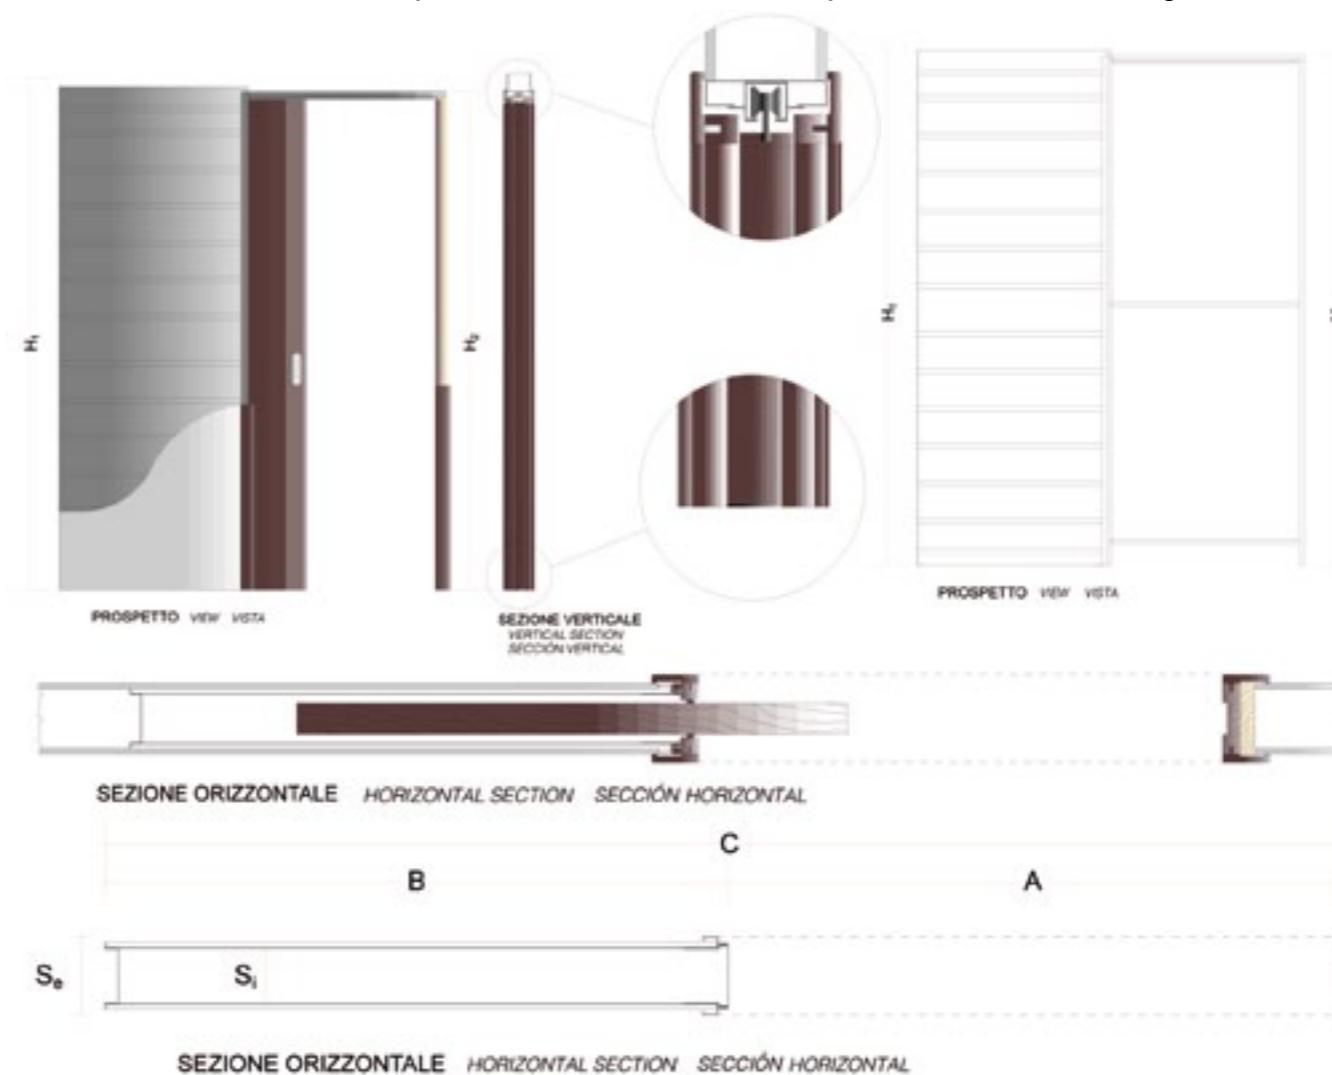 H₁
H₂
H₁
PROSPETTO VIEW VISTA
SEZIONE VERTICALE
VERTICAL SECTION
SECCIÓN VERTICAL
PROSPETTO VIEW VISTA
SEZIONE ORIZZONTALE HORIZONTAL SECTION SECCIÓN HORIZONTAL
C
B A
Se Si
SEZIONE ORIZZONTALE HORIZONTAL SECTION SECCIÓN HORIZONTAL